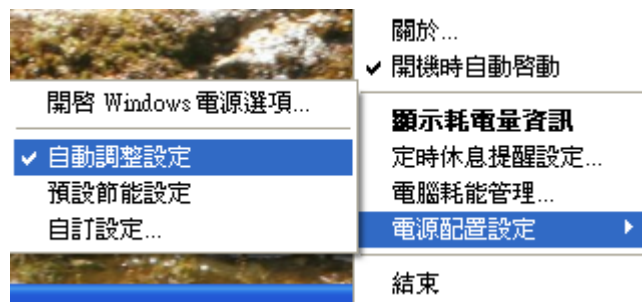 關於...
開機時自動啓動
顯示耗電量資訊
定時休息提醒設定...
電腦耗能管理...
電源配置設定
結束
開啓 Windows 電源選項...
自動調整設定
預設節能設定
自訂設定...